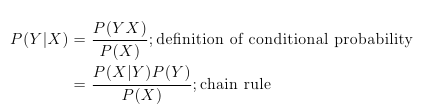 P(Y|X) = P(YX) / P(X) ; definition of conditional probability
= P(X|Y)P(Y) / P(X) ; chain rule